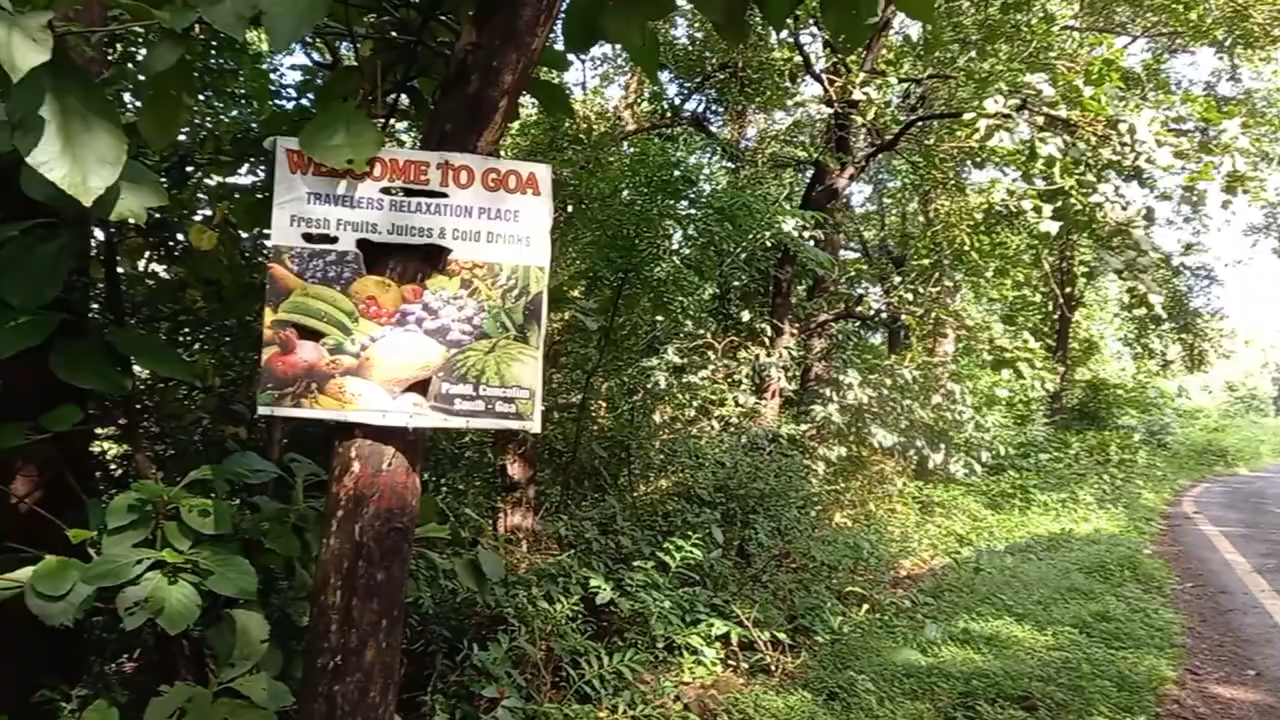 WELCOME TO GOA
TRAVELERS RELAXATION PLACE
Fresh Fruits, Juices & Cold Drinks
Paddi, Cuncolim
South - Goa